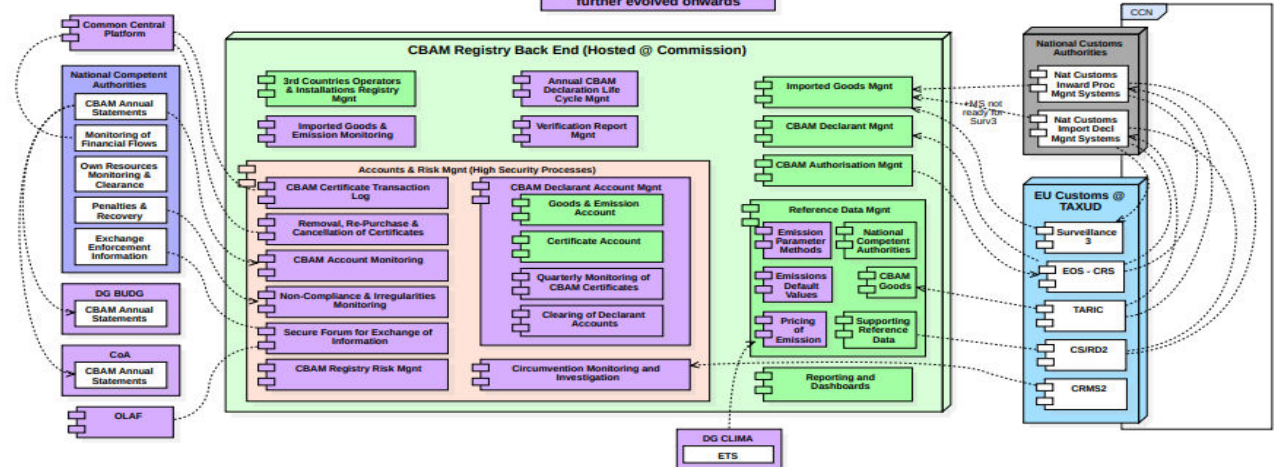 further evolved onwards
CCN
Common Central
Platform
National Competent
Authorities
CBAM Annual
Statements
Monitoring of
Financial Flows
Own Resources
Monitoring &
Clearance
Penalties &
Recovery
Exchange
Enforcement
Information
DG BUDG
CBAM Annual
Statements
CoA
CBAM Annual
Statements
OLAF
CBAM Registry Back End (Hosted @ Commission)
3rd Countries Operators
& Installations Registry
Mgnt
Annual CBAM
Declaration Life
Cycle Mgnt
Imported Goods &
Emission Monitoring
Verification Report
Mgnt
Imported Goods Mgnt
CBAM Declarant Mgnt
CBAM Authorisation Mgnt
Accounts & Risk Mgnt (High Security Processes)
CBAM Certificate Transaction
Log
Removal, Re-Purchase &
Cancellation of Certificates
CBAM Account Monitoring
Non-Compliance & Irregularities
Monitoring
Secure Forum for Exchange of
Information
CBAM Registry Risk Mgnt
CBAM Declarant Account Mgnt
Goods & Emission
Account
Certificate Account
Quarterly Monitoring of
CBAM Certificates
Clearing of Declarant
Accounts
Circumvention Monitoring and
Investigation
Reference Data Mgnt
Emission
Parameter
Methods
National
Competent
Authorities
Emissions
Default
Values
CBAM
Goods
Pricing
of
Emission
Supporting
Reference
Data
Reporting and
Dashboards
DG CLIMA
ETS
+MS not
ready for
Surv3
National Customs
Authorities
Nat Customs
Inward Proc
Mgnt Systems
Nat Customs
Import Decl
Mgnt Systems
EU Customs @
TAXUD
Surveillance
3
EOS - CRS
TARIC
CS/RD2
CRMS2